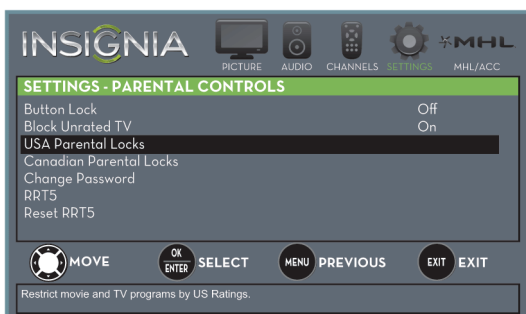 INSIGNIA
PICTURE AUDIO CHANNELS SETTINGS MHL MHL/ACC
SETTINGS - PARENTAL CONTROLS
Button Lock Off
Block Unrated TV On
USA Parental Locks
Canadian Parental Locks
Change Password
RRT5
Reset RRT5
MOVE OK ENTER SELECT MENU PREVIOUS EXIT EXIT
Restrict movie and TV programs by US Ratings.